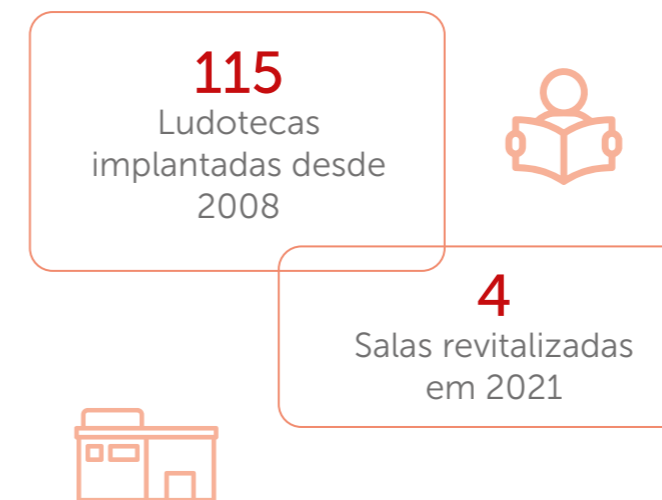 115
Ludotecas
implantadas desde
2008
4
Salas revitalizadas
em 2021